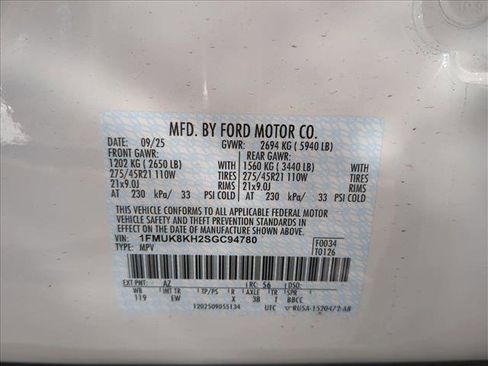 MFD. BY FORD MOTOR CO.
DATE: 09/25 GVWR: 2694 KG ( 5940 LB)
FRONT GAWR: REAR GAWR:
1202 KG ( 2650 LB) 1560 KG ( 3440 LB)
275/45R21 110W TIRES 275/45R21 110W TIRES
21x9.0J RIMS 21x9.0J RIMS
AT 230 kPa/ 33 PSI COLD AT 230 kPa/ 33 PSI COLD
THIS VEHICLE CONFORMS TO ALL APPLICABLE FEDERAL MOTOR
VEHICLE SAFETY AND THEFT PREVENTION STANDARDS IN
EFFECT ON THE DATE OF MANUFACTURE SHOWN ABOVE.
VIN: 1FMUK8KH2SGC94780 F0034
TYPE: MPV T0126
EXT PNT: AZ RC: 56 DSO:
WB INT TR TP/PS R AXLE TR SPR
119 EW X 3B T BBCC
1202509055134 UTC